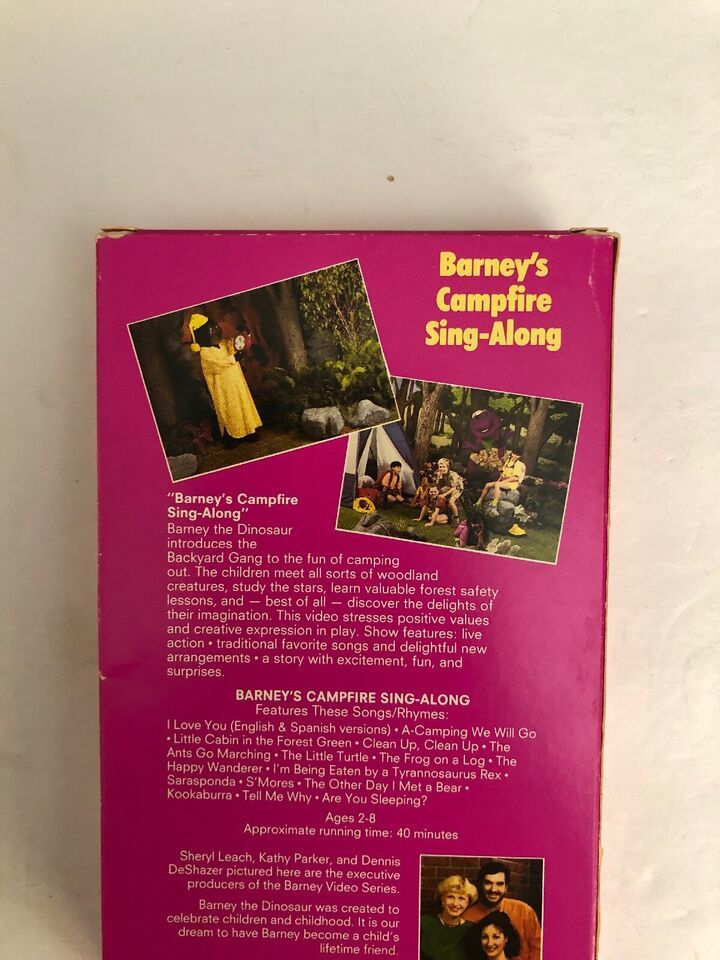 Barney's
Campfire
Sing-Along
"Barney's Campfire
Sing-Along"
Barney the Dinosaur
introduces the
Backyard Gang to the fun of camping
out. The children meet all sorts of woodland
creatures, study the stars, learn valuable forest safety
lessons, and — best of all — discover the delights of
their imagination. This video stresses positive values
and creative expression in play. Show features: live
action • traditional favorite songs and delightful new
arrangements • a story with excitement, fun, and
surprises.
BARNEY'S CAMPFIRE SING-ALONG
Features These Songs/Rhymes:
I Love You (English & Spanish versions) • A-Camping We Will Go
• Little Cabin in the Forest Green • Clean Up, Clean Up • The
Ants Go Marching • The Little Turtle • The Frog on a Log • The
Happy Wanderer • I'm Being Eaten by a Tyrannosaurus Rex •
Sarasponda • S'Mores • The Other Day I Met a Bear •
Kookaburra • Tell Me Why • Are You Sleeping?
Ages 2-8
Approximate running time: 40 minutes
Sheryl Leach, Kathy Parker, and Dennis
DeShazer pictured here are the executive
producers of the Barney Video Series.
Barney the Dinosaur was created to
celebrate children and childhood. It is our
dream to have Barney become a child's
lifetime friend.